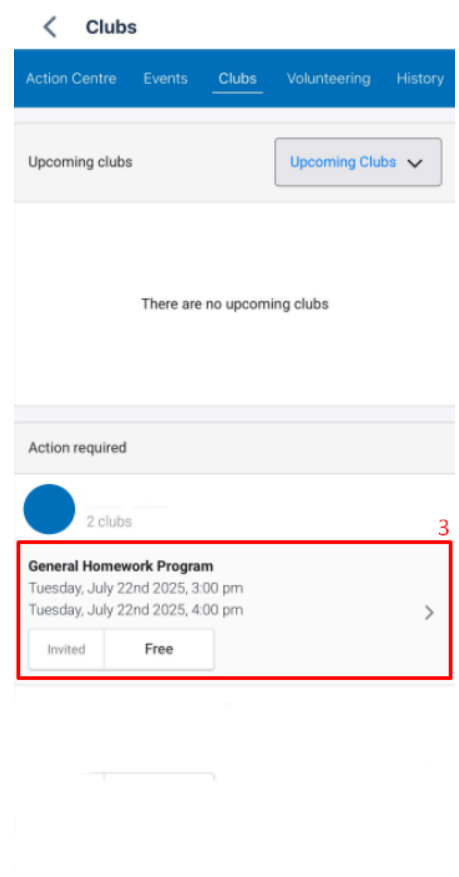 Clubs
Action Centre Events Clubs Volunteering History
Upcoming clubs Upcoming Clubs
There are no upcoming clubs
Action required
2 clubs
3
General Homework Program
Tuesday, July 22nd 2025, 3:00 pm
Tuesday, July 22nd 2025, 4:00 pm
Invited Free